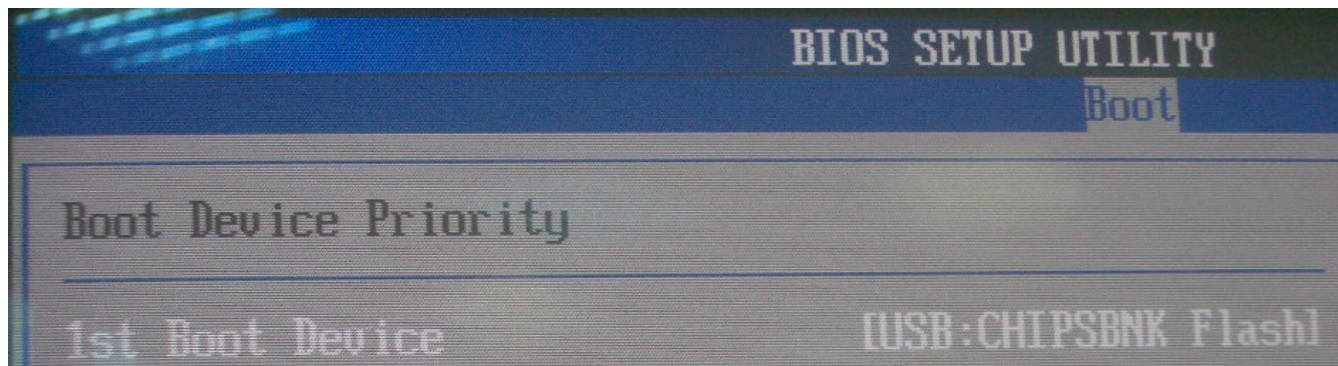 BIOS SETUP UTILITY
Boot
Boot Device Priority
1st Boot Device [USB:CHIPSBNK Flash]